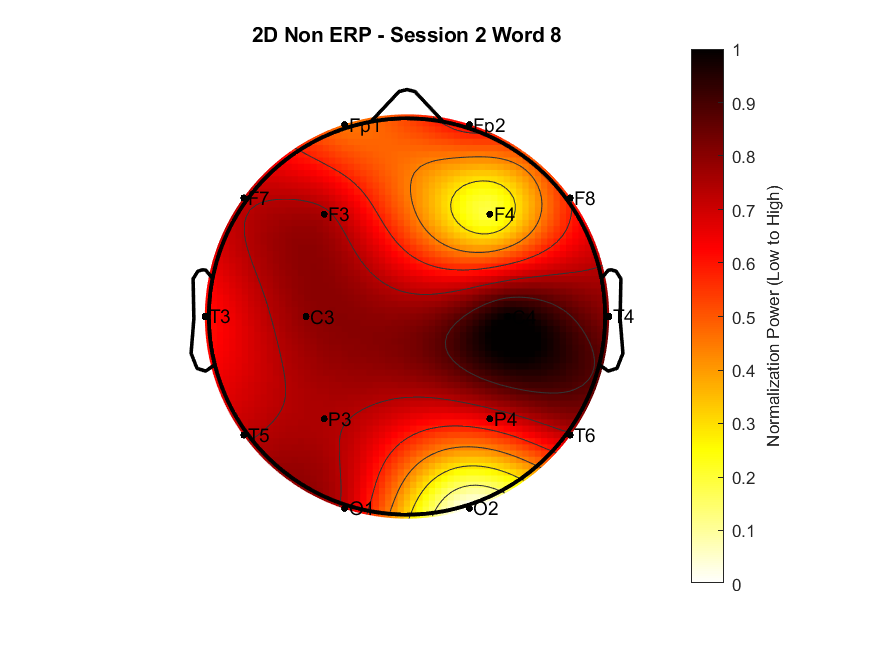 2D Non ERP - Session 2 Word 8
Fp1 Fp2
F7 F8
F3 F4
T3 C3 T4
P3 P4
T5 T6
O1 O2
1
0.9
0.8
0.7
0.6
0.5
0.4
0.3
0.2
0.1
0
Normalization Power (Low to High)